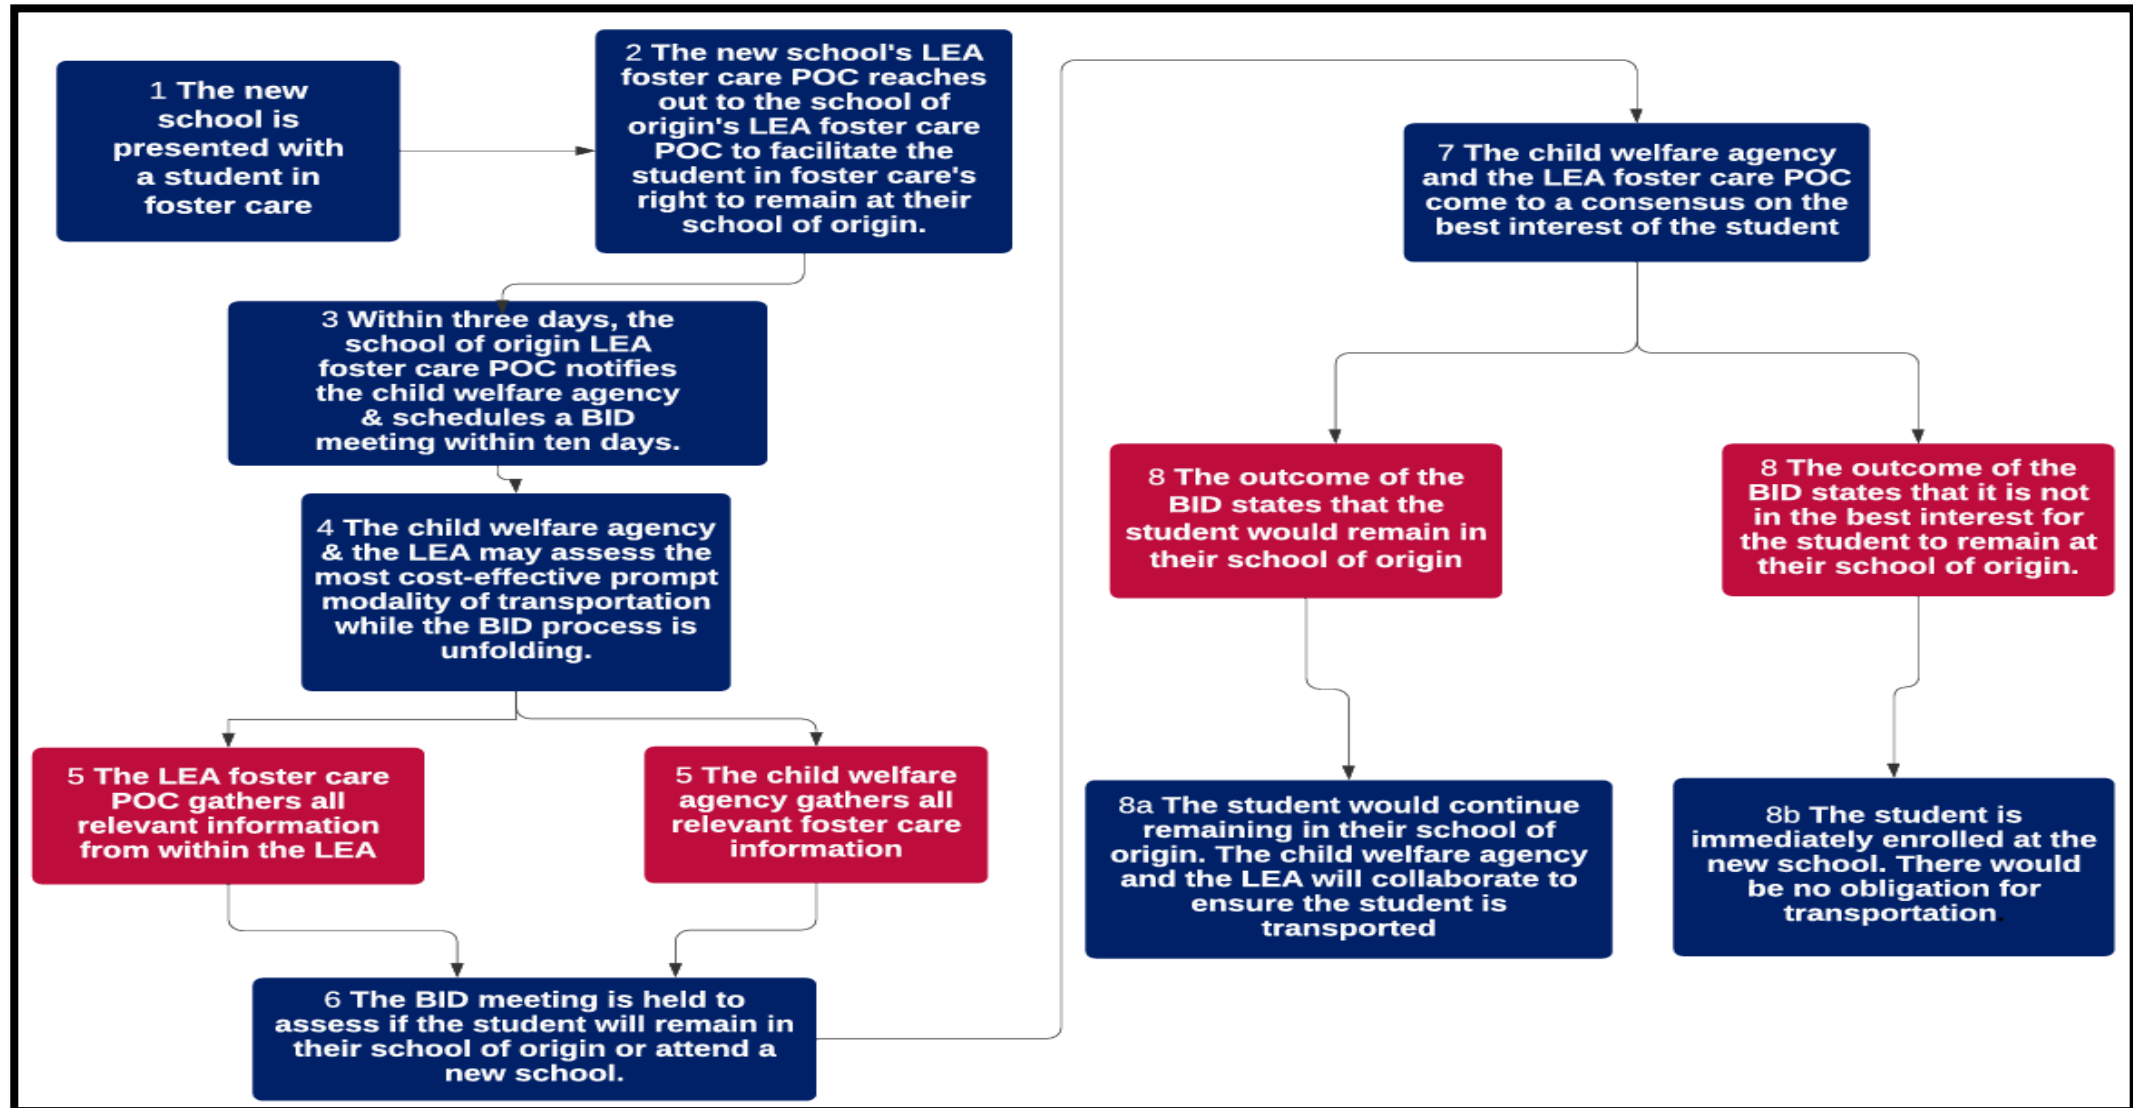 1 The new
school is
presented with
a student in
foster care
2 The new school's LEA
foster care POC reaches
out to the school of
origin's LEA foster care
POC to facilitate the
student in foster care's
right to remain at their
school of origin.
3 Within three days, the
school of origin LEA
foster care POC notifies
the child welfare agency
& schedules a BID
meeting within ten days.
4 The child welfare agency
& the LEA may assess the
most cost-effective prompt
modality of transportation
while the BID process is
unfolding.
5 The LEA foster care
POC gathers all
relevant information
from within the LEA
5 The child welfare
agency gathers all
relevant foster care
information
6 The BID meeting is held to
assess if the student will remain in
their school of origin or attend a
new school.
7 The child welfare agency
and the LEA foster care POC
come to a consensus on the
best interest of the student
8 The outcome of the
BID states that the
student would remain in
their school of origin
8 The outcome of the
BID states that it is not
in the best interest for
the student to remain at
their school of origin.
8a The student would continue
remaining in their school of
origin. The child welfare agency
and the LEA will collaborate to
ensure the student is
transported
8b The student is
immediately enrolled at the
new school. There would
be no obligation for
transportation.